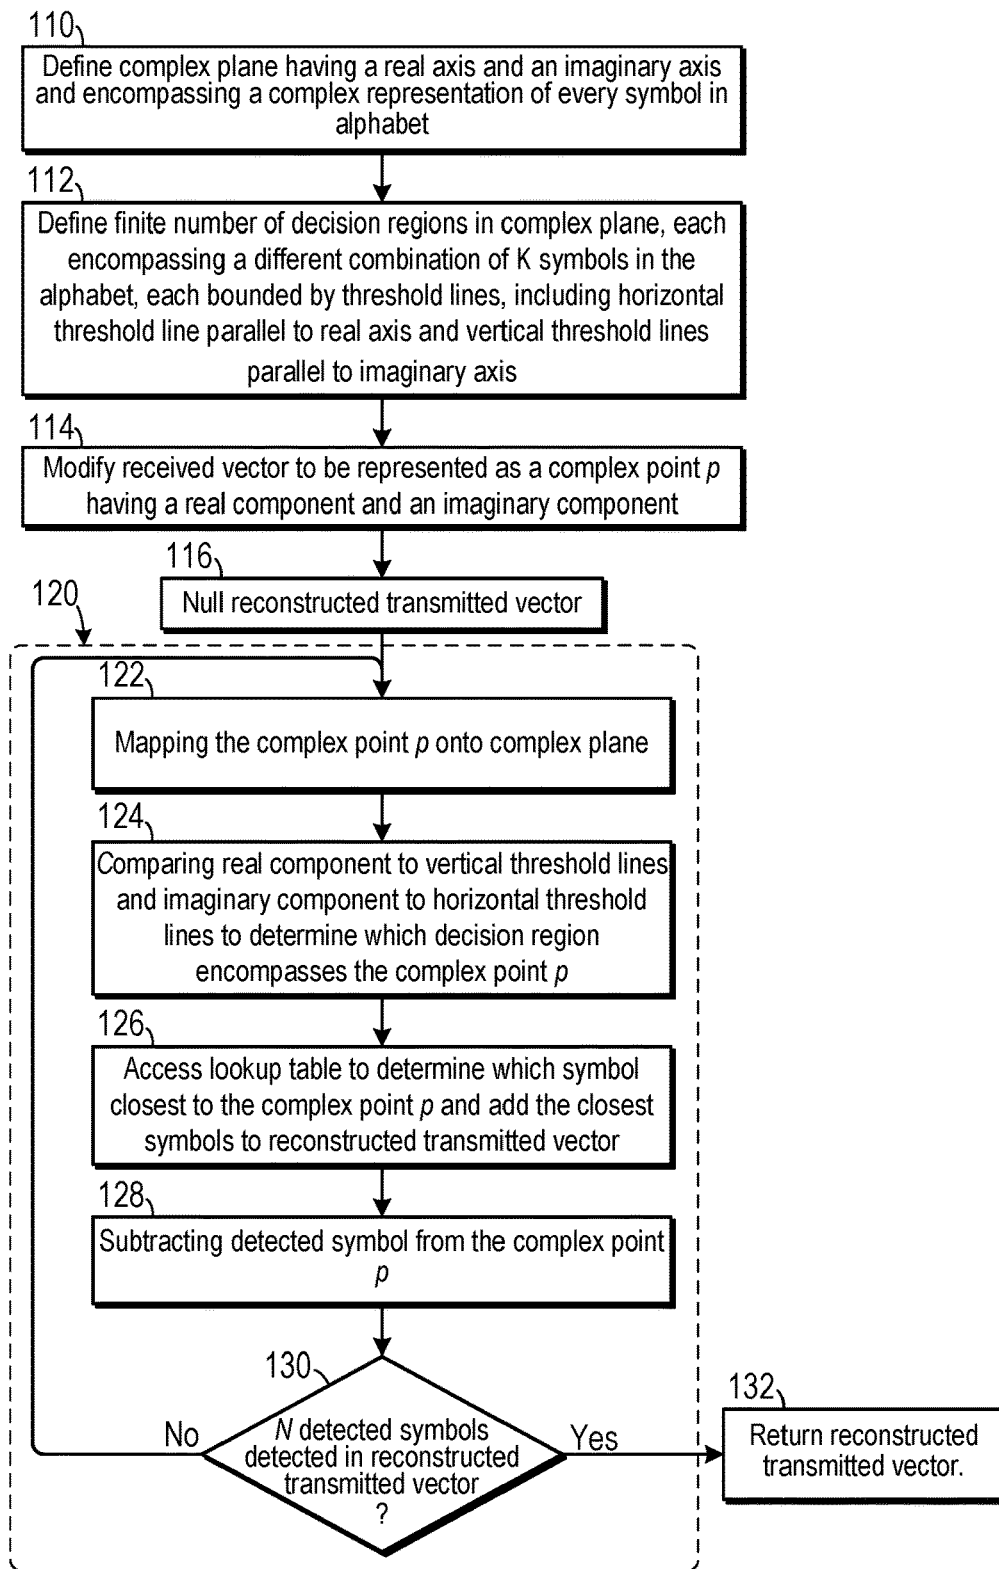 110
Define complex plane having a real axis and an imaginary axis
and encompassing a complex representation of every symbol in
alphabet
112
Define finite number of decision regions in complex plane, each
encompassing a different combination of K symbols in the
alphabet, each bounded by threshold lines, including horizontal
threshold line parallel to real axis and vertical threshold lines
parallel to imaginary axis
114
Modify received vector to be represented as a complex point p
having a real component and an imaginary component
116
Null reconstructed transmitted vector
120
122
Mapping the complex point p onto complex plane
124
Comparing real component to vertical threshold lines
and imaginary component to horizontal threshold
lines to determine which decision region
encompasses the complex point p
126
Access lookup table to determine which symbol
closest to the complex point p and add the closest
symbols to reconstructed transmitted vector
128
Subtracting detected symbol from the complex point
p
130
N detected symbols
detected in reconstructed
transmitted vector
?
No
Yes
132
Return reconstructed
transmitted vector.